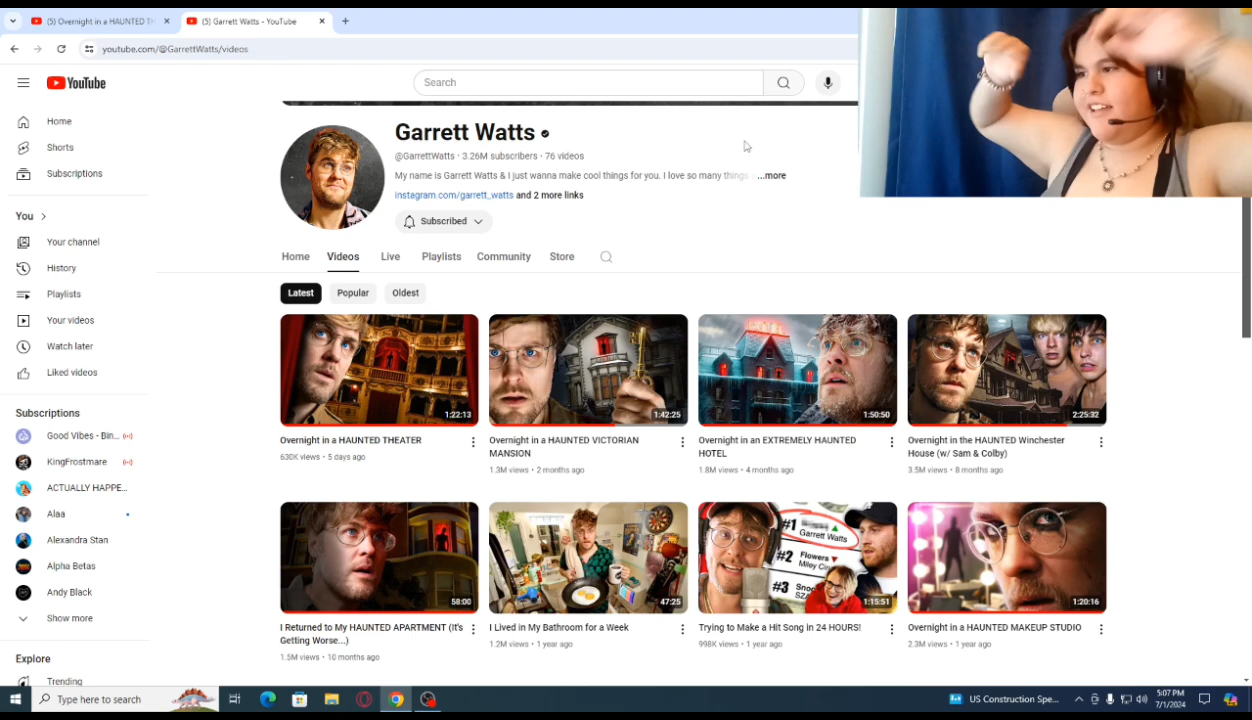 (5) Overnight in a HAUNTED TH
(5) Garrett Watts - YouTube
youtube.com/@GarrettWatts/videos
YouTube
Search
Home
Shorts
Subscriptions
You
Your channel
History
Playlists
Your videos
Watch later
Liked videos
Subscriptions
Good Vibes - Bin...
KingFrostmare
ACTUALLY HAPPE...
Alaa
Alexandra Stan
Alpha Betas
Andy Black
Show more
Explore
Trending
Garrett Watts
@GarrettWatts · 3.26M subscribers · 76 videos
My name is Garrett Watts & I just wanna make cool things for you. I love so many things ...more
instagram.com/garrett_watts and 2 more links
Subscribed
Home Videos Live Playlists Community Store
Latest Popular Oldest
1:22:13
Overnight in a HAUNTED THEATER
630K views · 5 days ago
1:42:25
Overnight in a HAUNTED VICTORIAN
MANSION
1.3M views · 2 months ago
HOTEL
1:50:50
Overnight in an EXTREMELY HAUNTED
HOTEL
1.8M views · 4 months ago
2:25:32
Overnight in the HAUNTED Winchester
House (w/ Sam & Colby)
3.5M views · 8 months ago
58:00
I Returned to My HAUNTED APARTMENT (It's
Getting Worse...)
1.5M views · 10 months ago
47:25
I Lived in My Bathroom for a Week
1.2M views · 1 year ago
#1
Garrett Watts
#2 Flowers
Miley
#3
1:15:51
Trying to Make a Hit Song in 24 HOURS!
998K views · 1 year ago
1:20:16
Overnight in a HAUNTED MAKEUP STUDIO
2.3M views · 1 year ago
Type here to search
US Construction Spe...
5:07 PM
7/1/2024